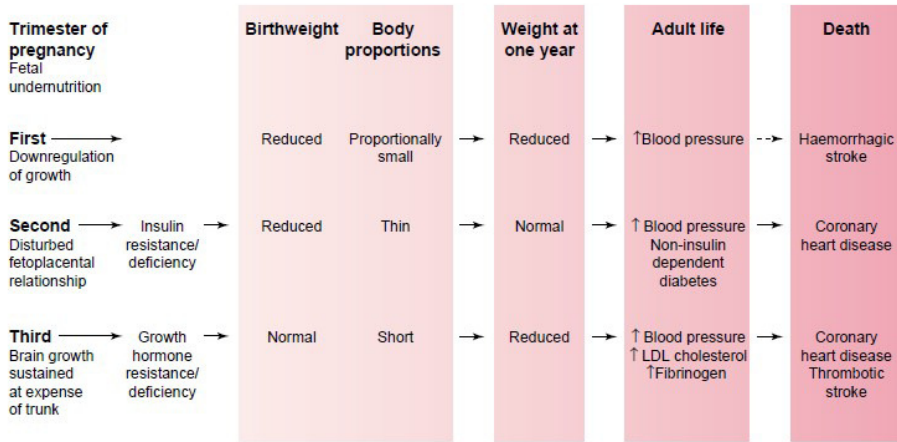 Trimester of pregnancy
Fetal undernutrition
Birthweight
Body proportions
Weight at one year
Adult life
Death
First
Downregulation of growth
Reduced
Proportionally small
Reduced
↑Blood pressure
Haemorrhagic stroke
Second
Disturbed fetoplacental relationship
Insulin resistance/ deficiency
Reduced
Thin
Normal
↑ Blood pressure
Non-insulin dependent diabetes
Coronary heart disease
Third
Brain growth sustained at expense of trunk
Growth hormone resistance/ deficiency
Normal
Short
Reduced
↑ Blood pressure
↑ LDL cholesterol
↑Fibrinogen
Coronary heart disease
Thrombotic stroke